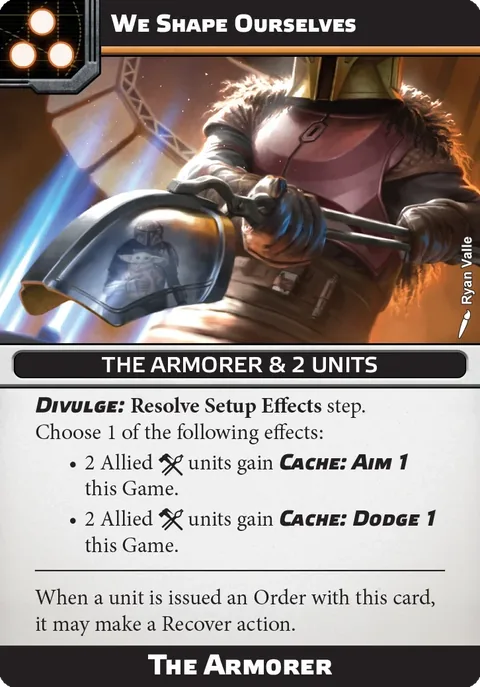 We Shape Ourselves
Ryan Valle
THE ARMORER & 2 UNITS
Divulge: Resolve Setup Effects step.
Choose 1 of the following effects:
• 2 Allied units gain Cache: Aim 1
this Game.
• 2 Allied units gain Cache: Dodge 1
this Game.
When a unit is issued an Order with this card,
it may make a Recover action.
The Armorer